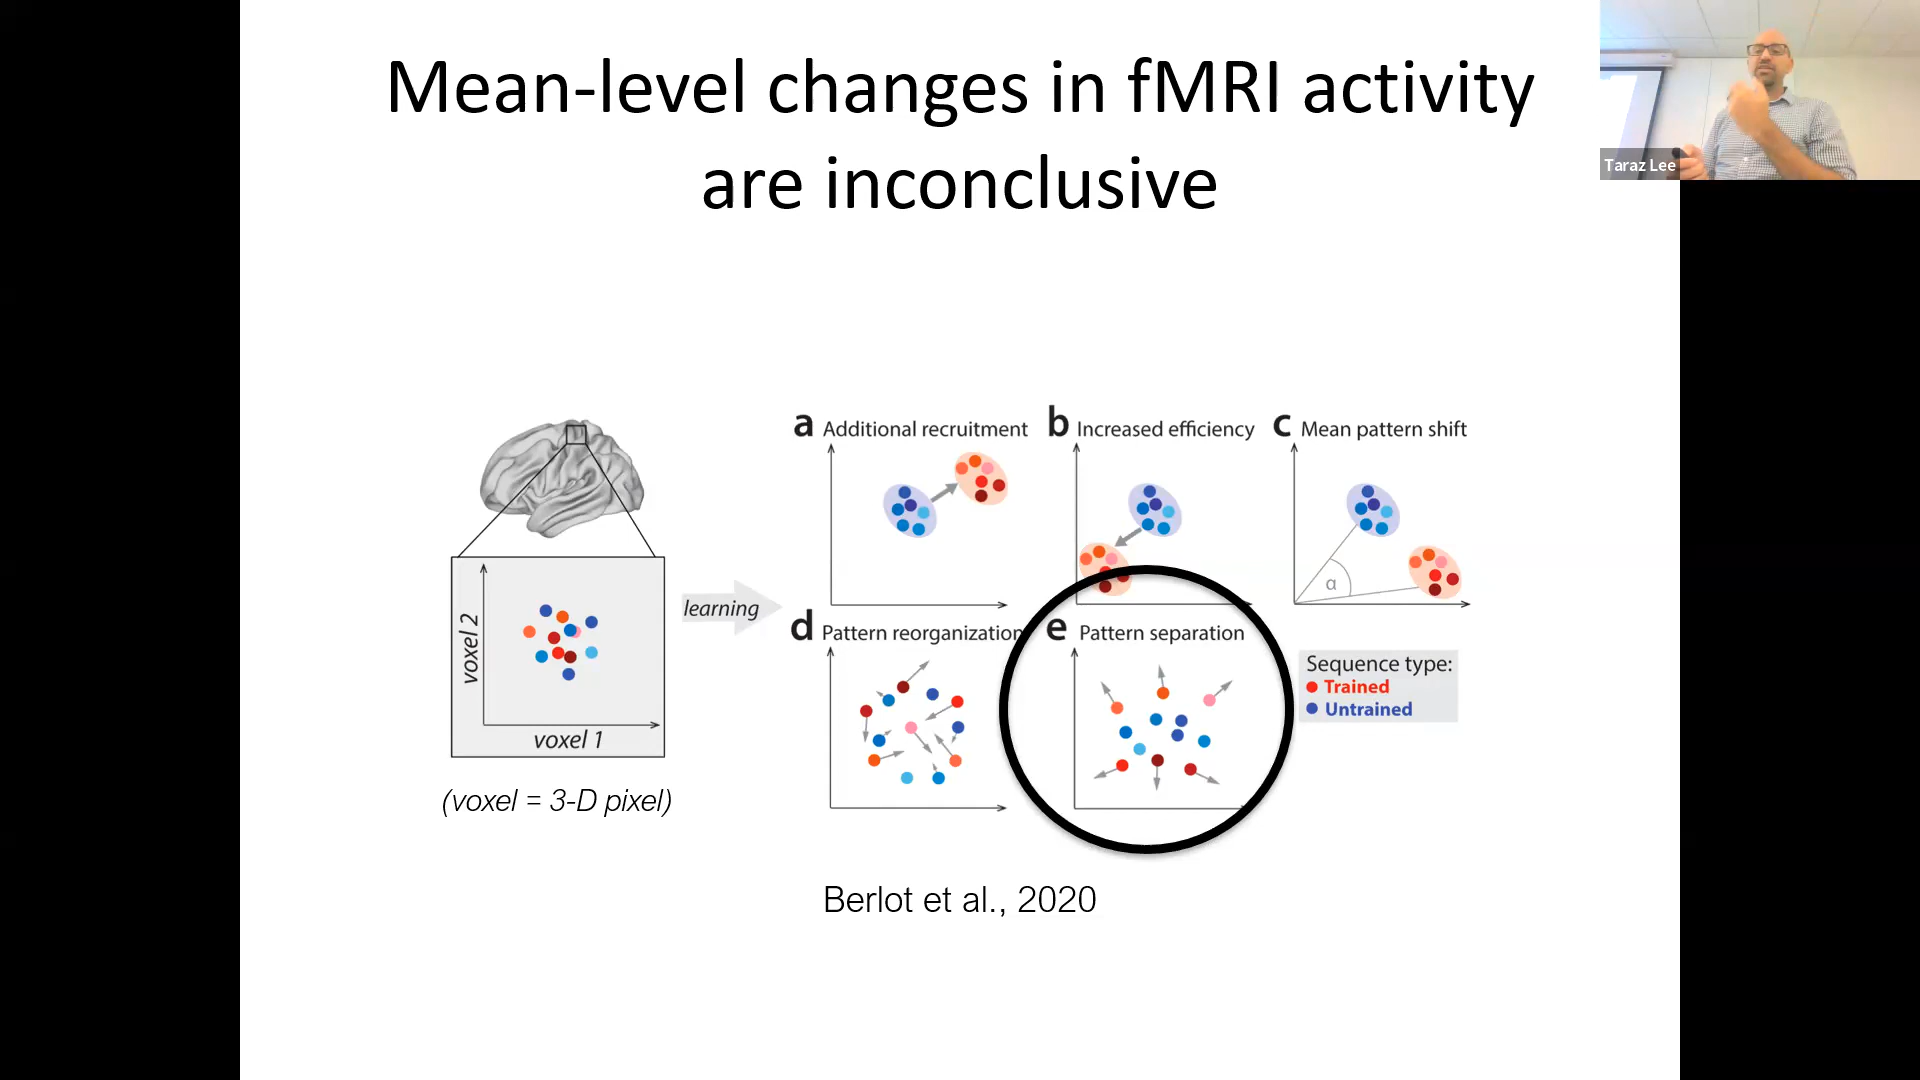 Mean-level changes in fMRI activity
are inconclusive
Taraz Lee
a Additional recruitment
b Increased efficiency
c Mean pattern shift
α
voxel 2
voxel 1
learning
d Pattern reorganization
e Pattern separation
Sequence type:
Trained
Untrained
(voxel = 3-D pixel)
Berlot et al., 2020